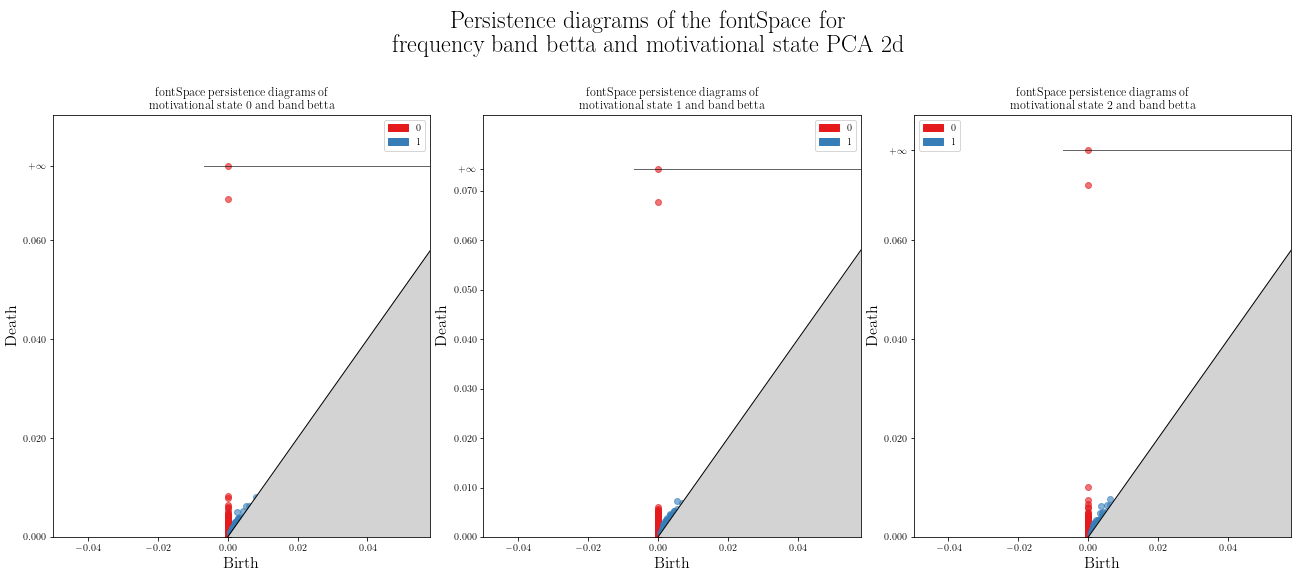 Persistence diagrams of the fontSpace for
frequency band betta and motivational state PCA 2d
fontSpace persistence diagrams of
motivational state 0 and band betta
0
1
+∞
0.060
0.040
0.020
0.000
Death
−0.04
−0.02
0.00
0.02
0.04
Birth
fontSpace persistence diagrams of
motivational state 1 and band betta
0
1
+∞
0.070
0.060
0.050
0.040
0.030
0.020
0.010
0.000
Death
−0.04
−0.02
0.00
0.02
0.04
Birth
fontSpace persistence diagrams of
motivational state 2 and band betta
0
1
+∞
0.060
0.040
0.020
0.000
Death
−0.04
−0.02
0.00
0.02
0.04
Birth